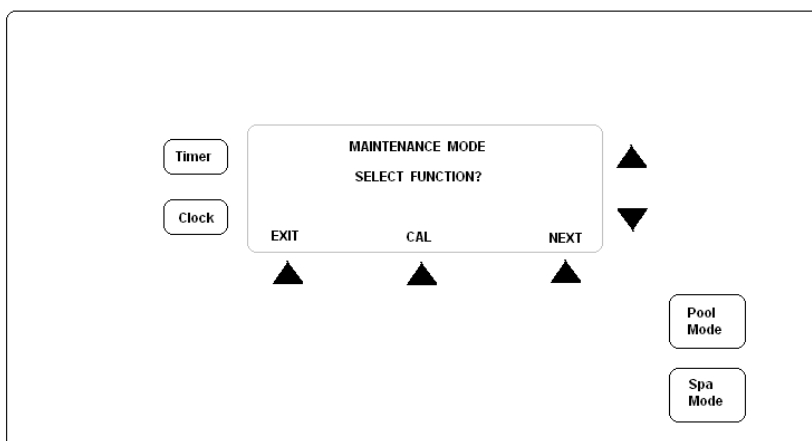 MAINTENANCE MODE
SELECT FUNCTION?
Timer
Clock
EXIT CAL NEXT
Pool
Mode
Spa
Mode